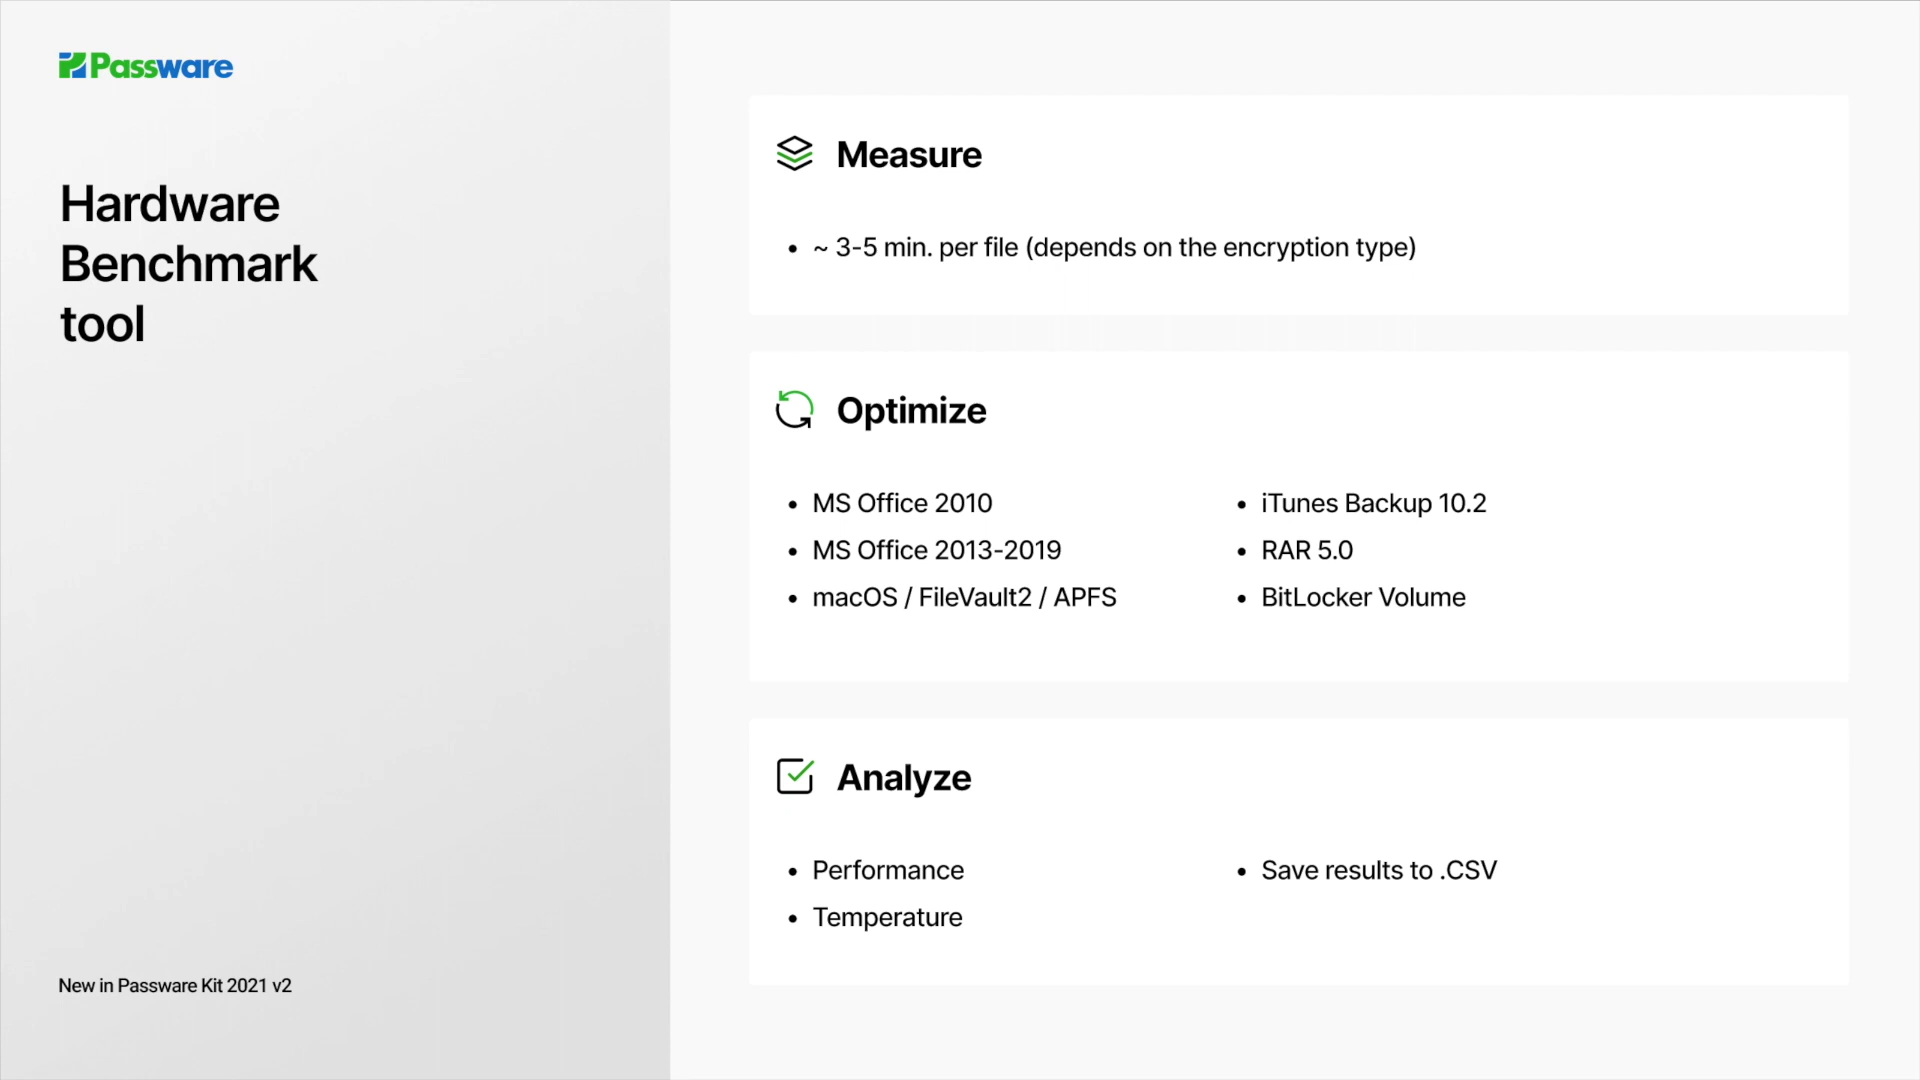 Passware
Hardware
Benchmark
tool
New in Passware Kit 2021 v2
Measure
• ~ 3-5 min. per file (depends on the encryption type)
Optimize
• MS Office 2010
• MS Office 2013-2019
• macOS / FileVault2 / APFS
• iTunes Backup 10.2
• RAR 5.0
• BitLocker Volume
Analyze
• Performance
• Temperature
• Save results to .CSV